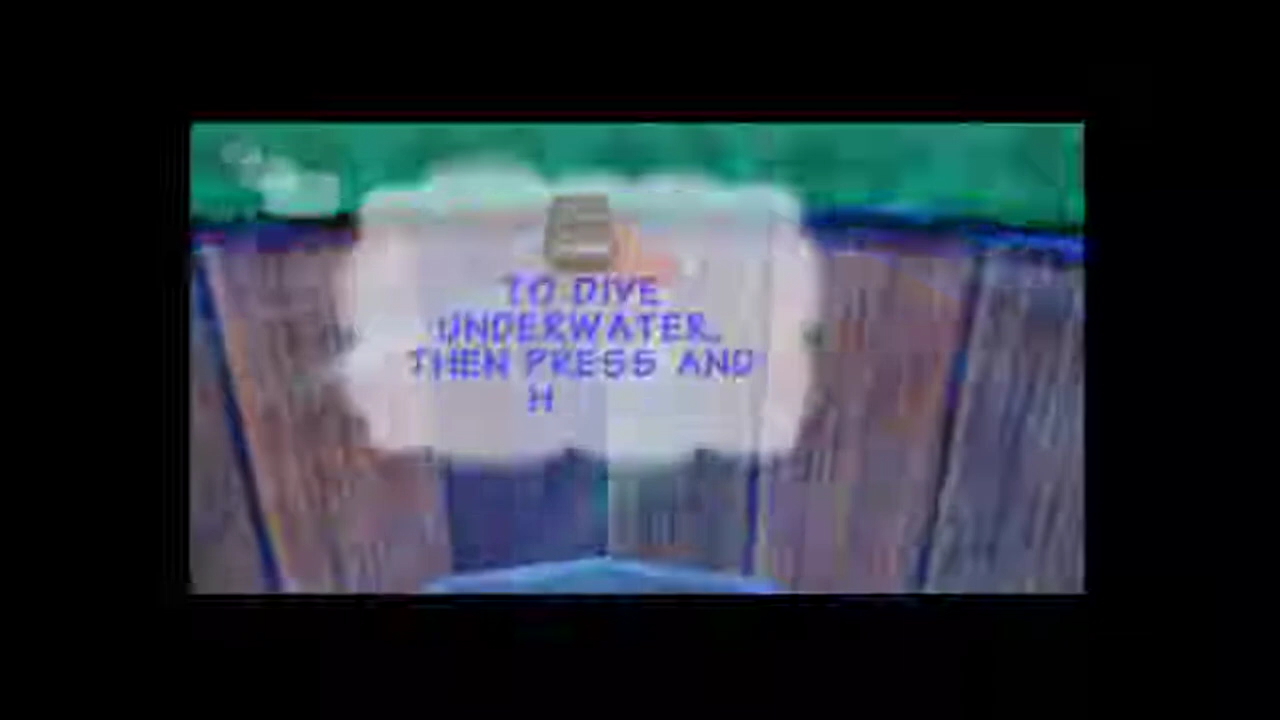 TO DIVE
UNDERWATER,
THEN PRESS AND
H